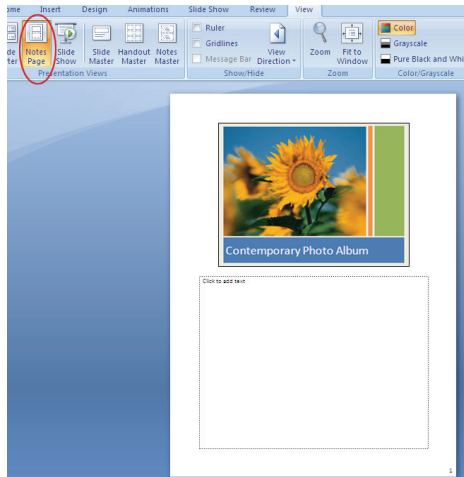 ome Insert Design Animations Slide Show Review View
Ruler
Gridlines
Message Bar
de
ter
Notes
Page
Slide
Show
Slide
Master
Handout
Master
Notes
Master
View
Direction
Zoom
Fit to
Window
Color
Grayscale
Pure Black and Whi
Presentation Views Show/Hide Zoom Color/Grayscale
Contemporary Photo Album
Click to add text
1